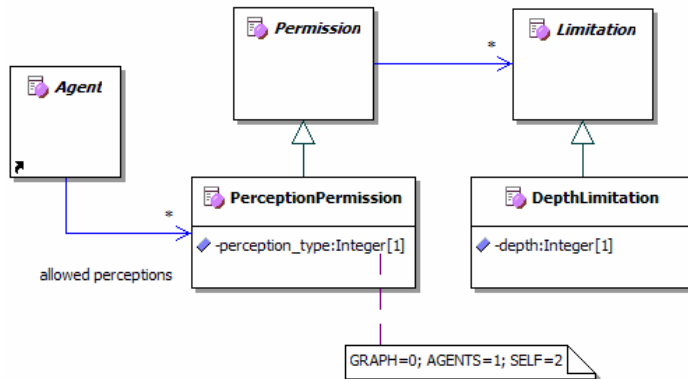 Permission
Limitation
*
Agent
PerceptionPermission
DepthLimitation
*
-perception_type:Integer[1]
-depth:Integer[1]
allowed perceptions
GRAPH=0; AGENTS=1; SELF=2